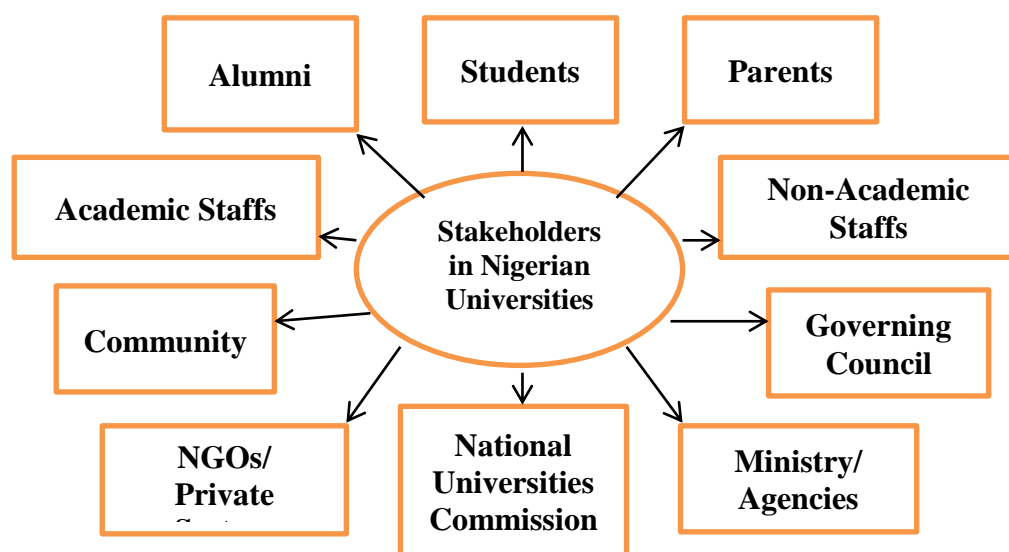 Alumni
Students
Parents
Academic Staffs
Non-Academic
Staffs
Stakeholders
in Nigerian
Universities
Community
Governing
Council
NGOs/
Private
National
Universities
Commission
Ministry/
Agencies